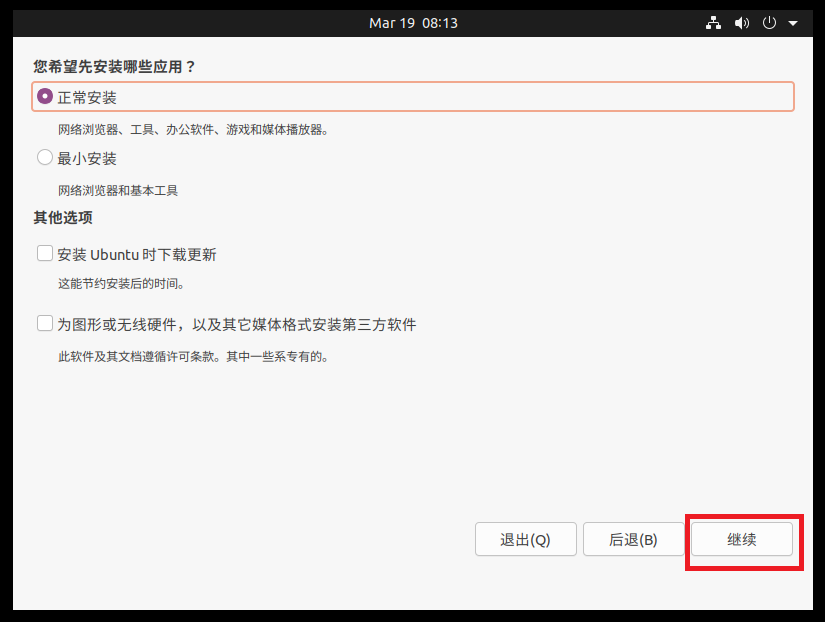 Mar 19 08:13
您希望先安装哪些应用？
正常安装
网络浏览器、工具、办公软件、游戏和媒体播放器。
最小安装
网络浏览器和基本工具
其他选项
安装 Ubuntu 时下载更新
这能节约安装后的时间。
为图形或无线硬件，以及其它媒体格式安装第三方软件
此软件及其文档遵循许可条款。其中一些系专有的。
退出(Q) 后退(B) 继续